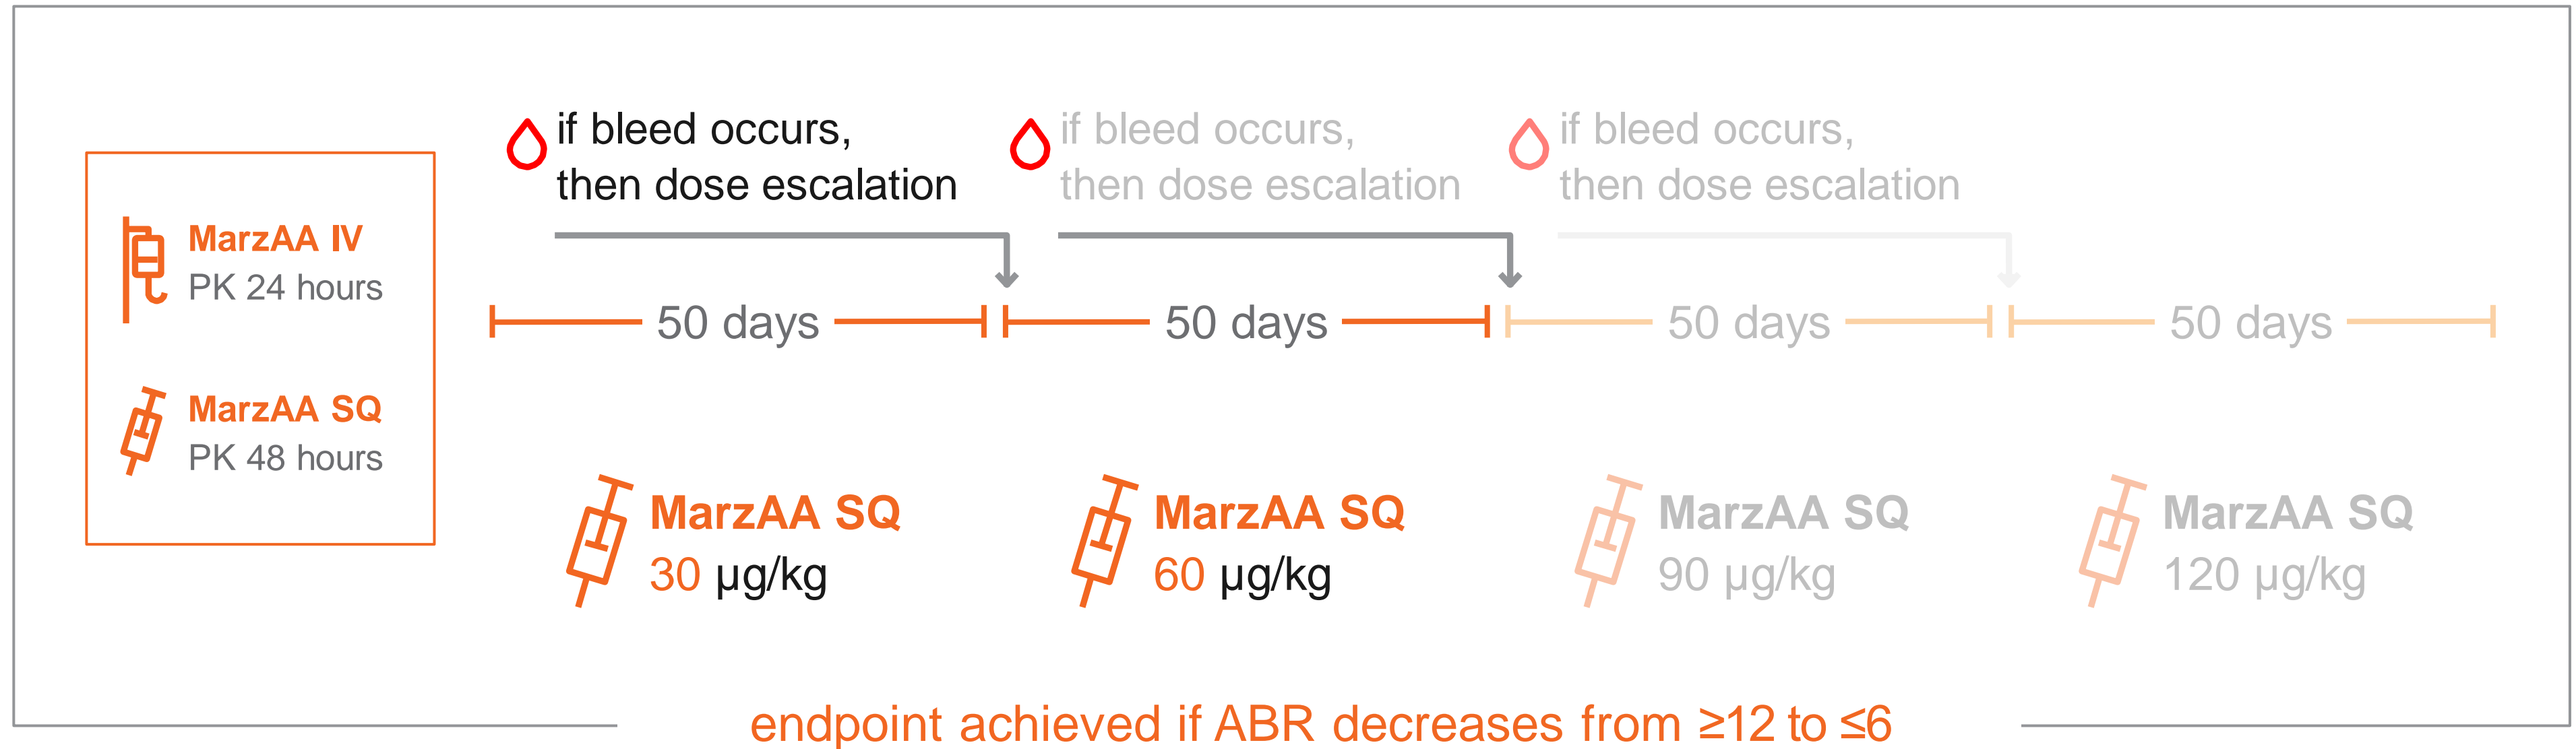 if bleed occurs,
then dose escalation
if bleed occurs,
then dose escalation
if bleed occurs,
then dose escalation
MarzAA IV
PK 24 hours
MarzAA SQ
PK 48 hours
50 days
50 days
50 days
50 days
MarzAA SQ
30 µg/kg
MarzAA SQ
60 µg/kg
MarzAA SQ
90 µg/kg
MarzAA SQ
120 µg/kg
endpoint achieved if ABR decreases from ≥12 to ≤6